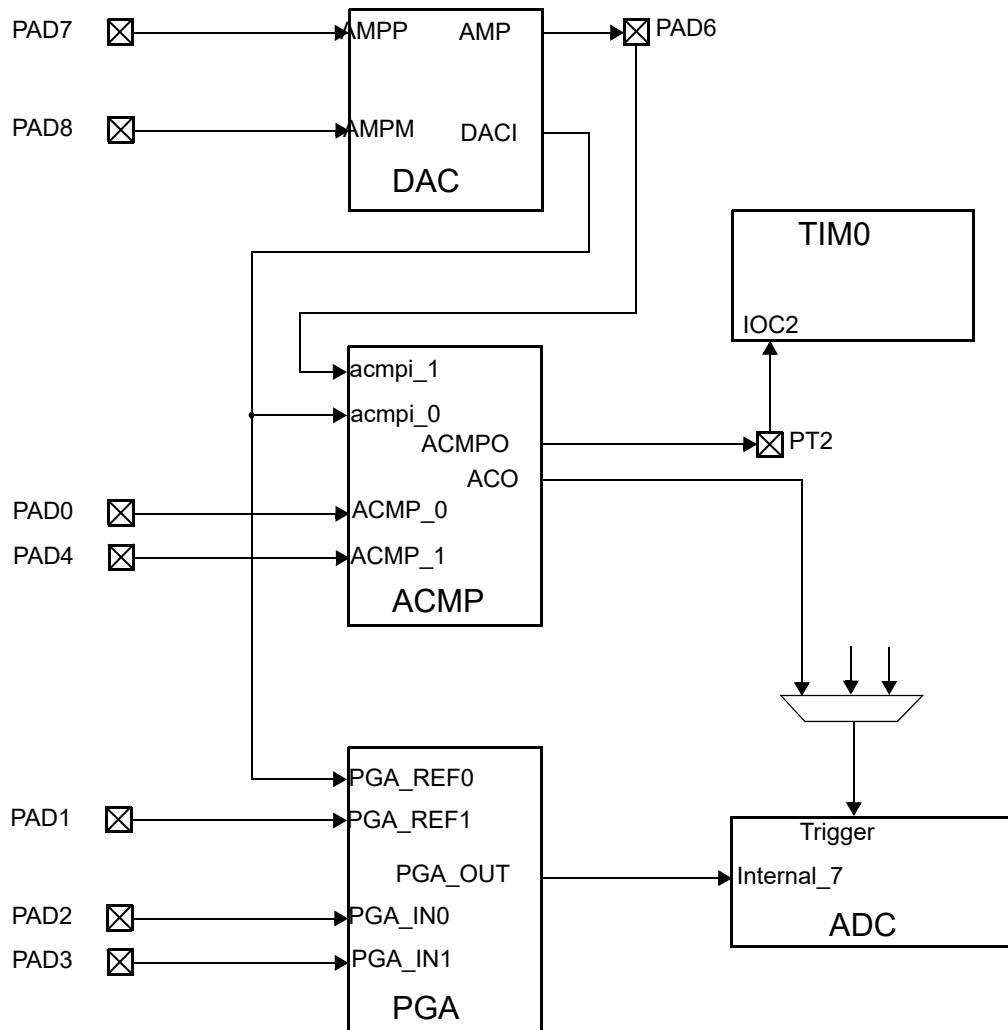 PAD7
AMPP
AMP
PAD6
PAD8
AMPM
DACI
DAC
TIM0
IOC2
acmpi_1
acmpi_0
ACMPO
PT2
ACO
PAD0
ACMP_0
PAD4
ACMP_1
ACMP
PGA_REF0
PAD1
PGA_REF1
Trigger
PGA_OUT
Internal_7
PAD2
PGA_IN0
ADC
PAD3
PGA_IN1
PGA